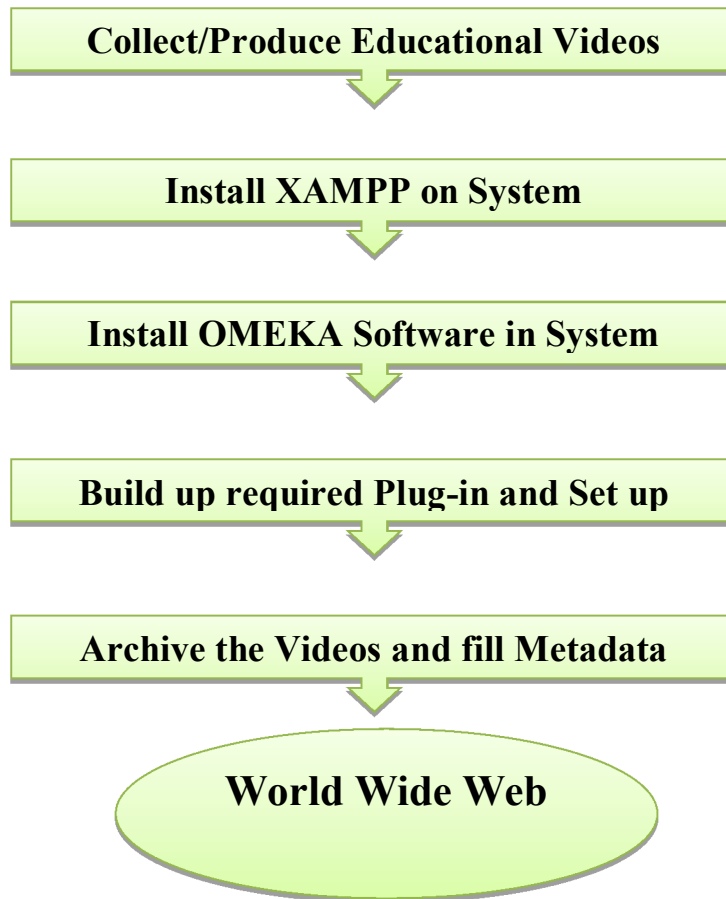 Collect/Produce Educational Videos
Install XAMPP on System
Install OMEKA Software in System
Build up required Plug-in and Set up
Archive the Videos and fill Metadata
World Wide Web